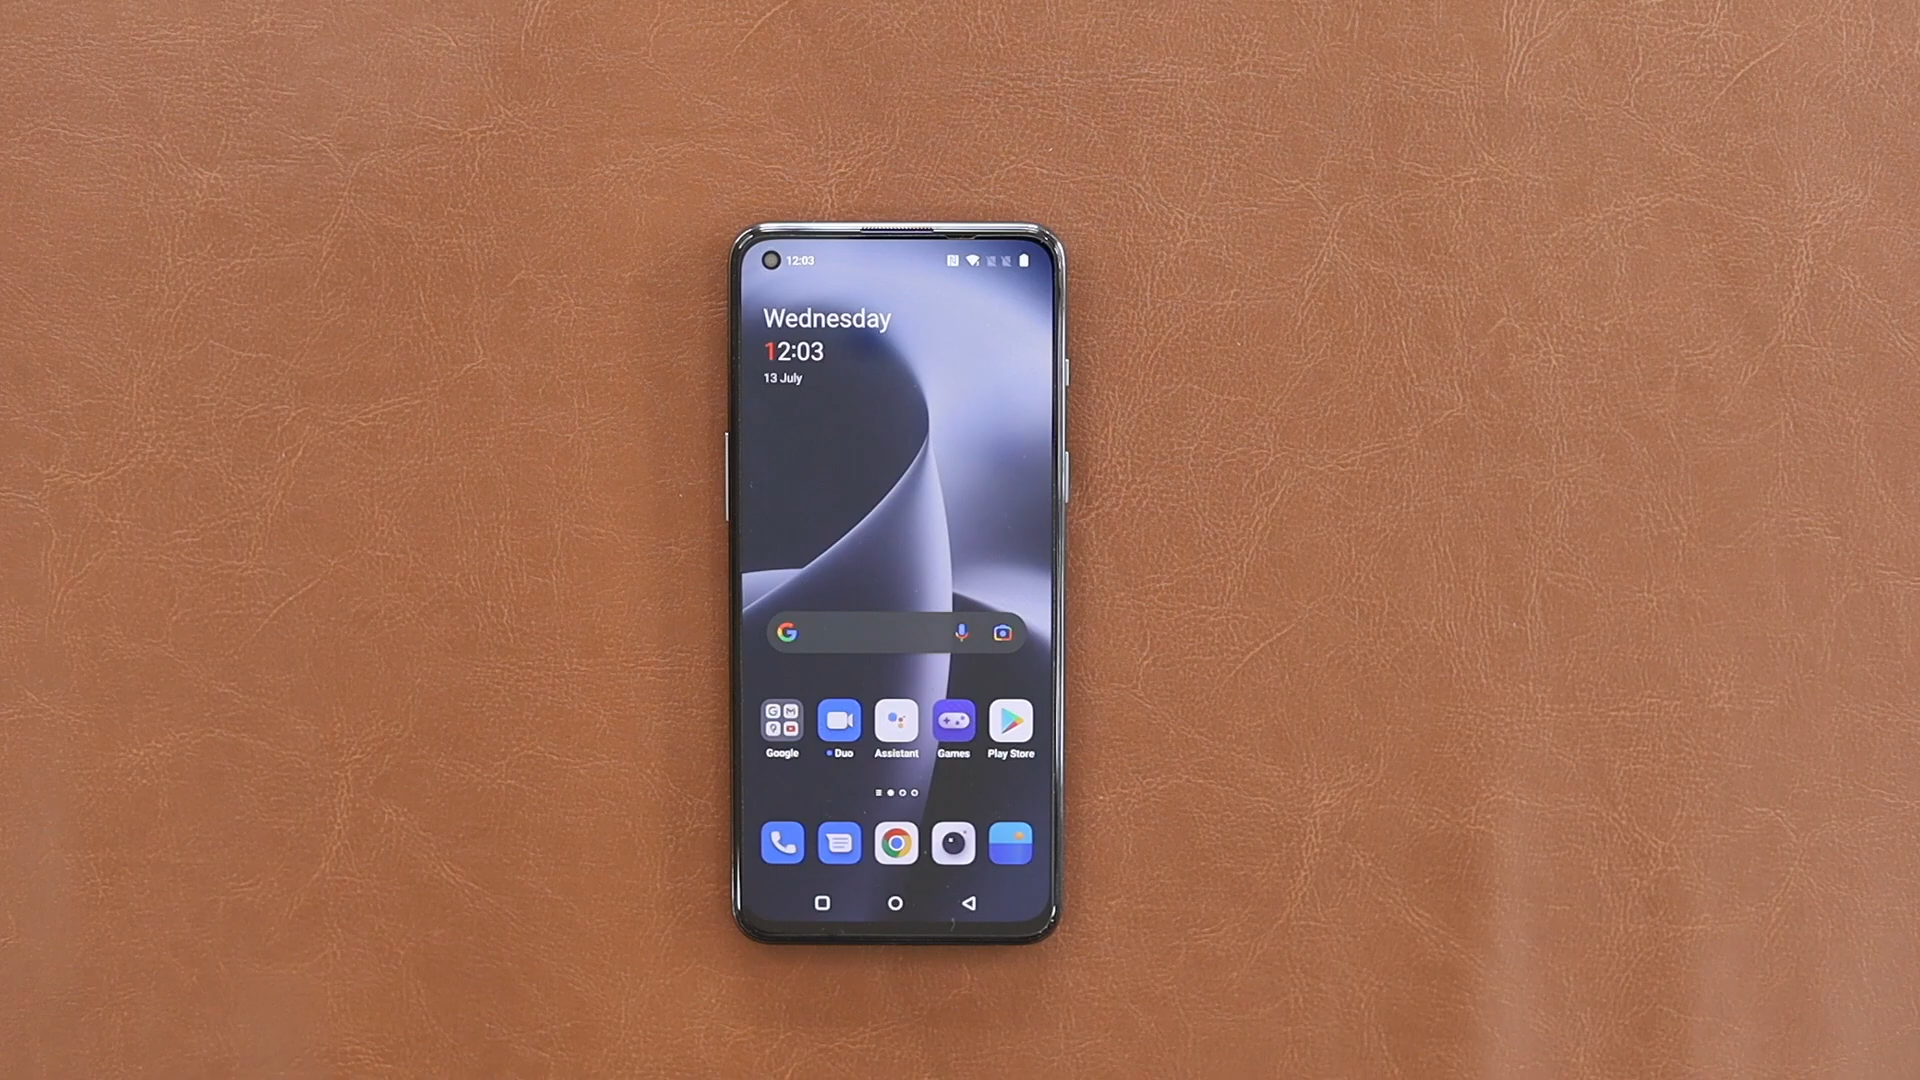 12:03
Wednesday
12:03
13 July
Google
Duo
Assistant
Games
Play Store